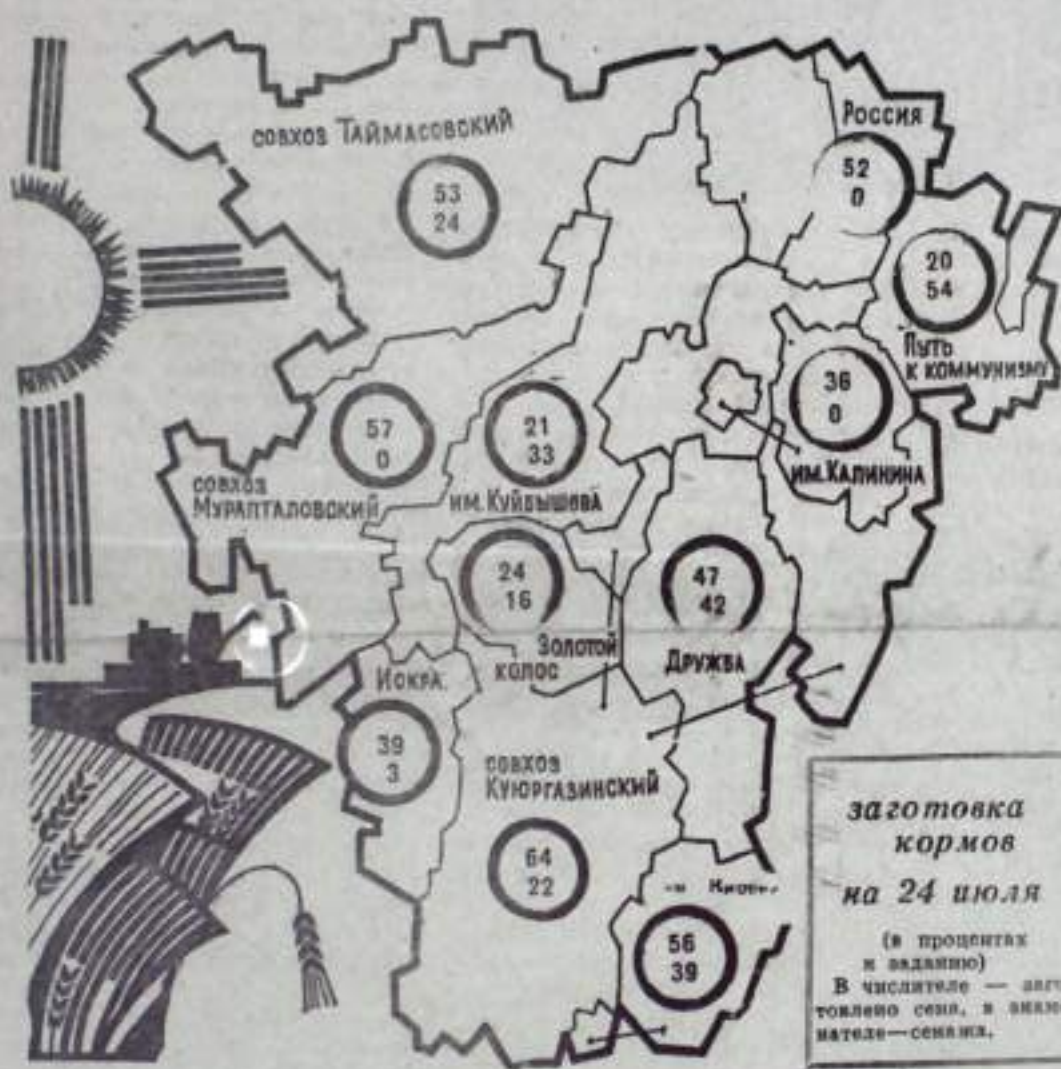 совхоз Таймасовский
53
24
Россия
52
0
20
54
Путь
к коммунизму
57
0
совхоз
Мурапталовский
21
33
им. Куйбышева
36
0
им. Калинина
24
16
Золотой
колос
47
42
Дружба
Искра
39
3
совхоз
Куюргазинский
64
22
56
39
заготовка
кормов
на 24 июля
(в процентах
к заданию)
В числителе — заго
товлено сена, в знаме
нателе—сенажа.